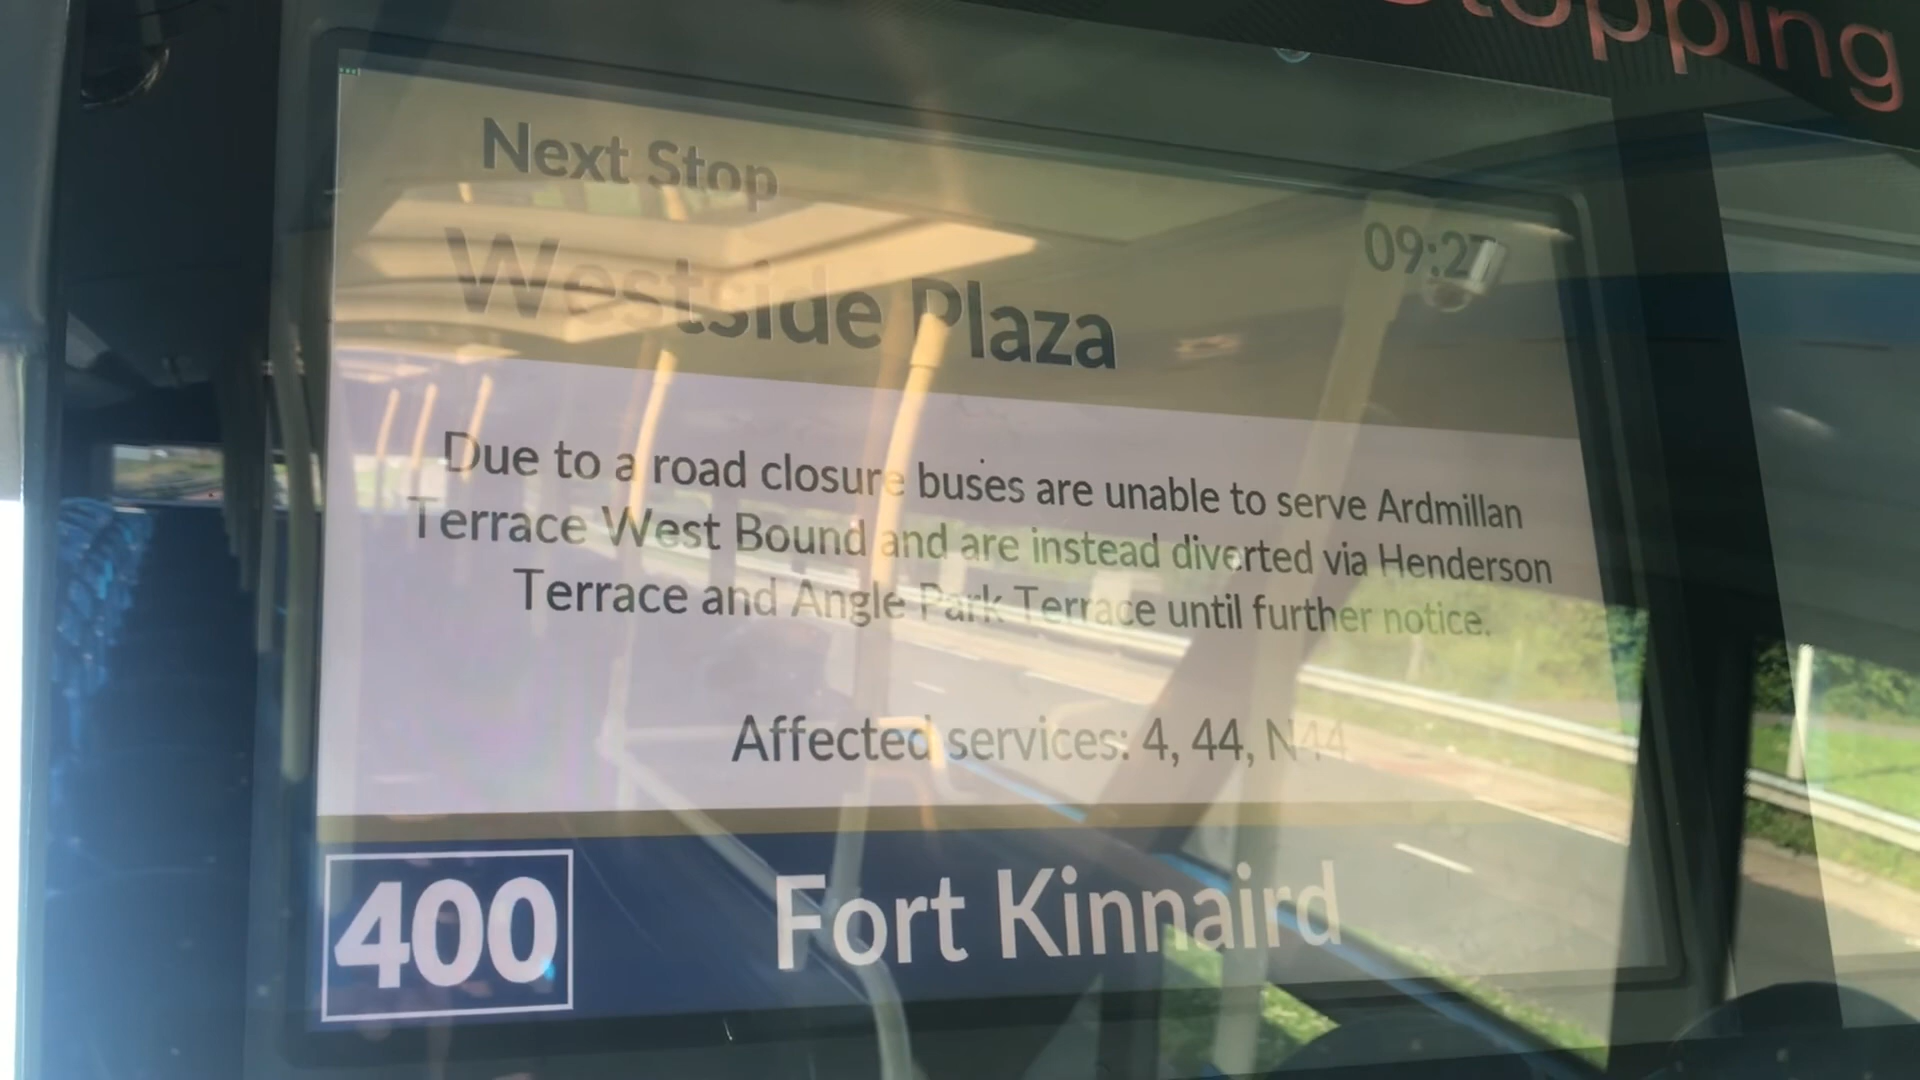 Stopping
Next Stop
09:27
Westside Plaza
Due to a road closure buses are unable to serve Ardmillan
Terrace West Bound and are instead diverted via Henderson
Terrace and Angle Park Terrace until further notice.
Affected services: 4, 44, N44
400 Fort Kinnaird